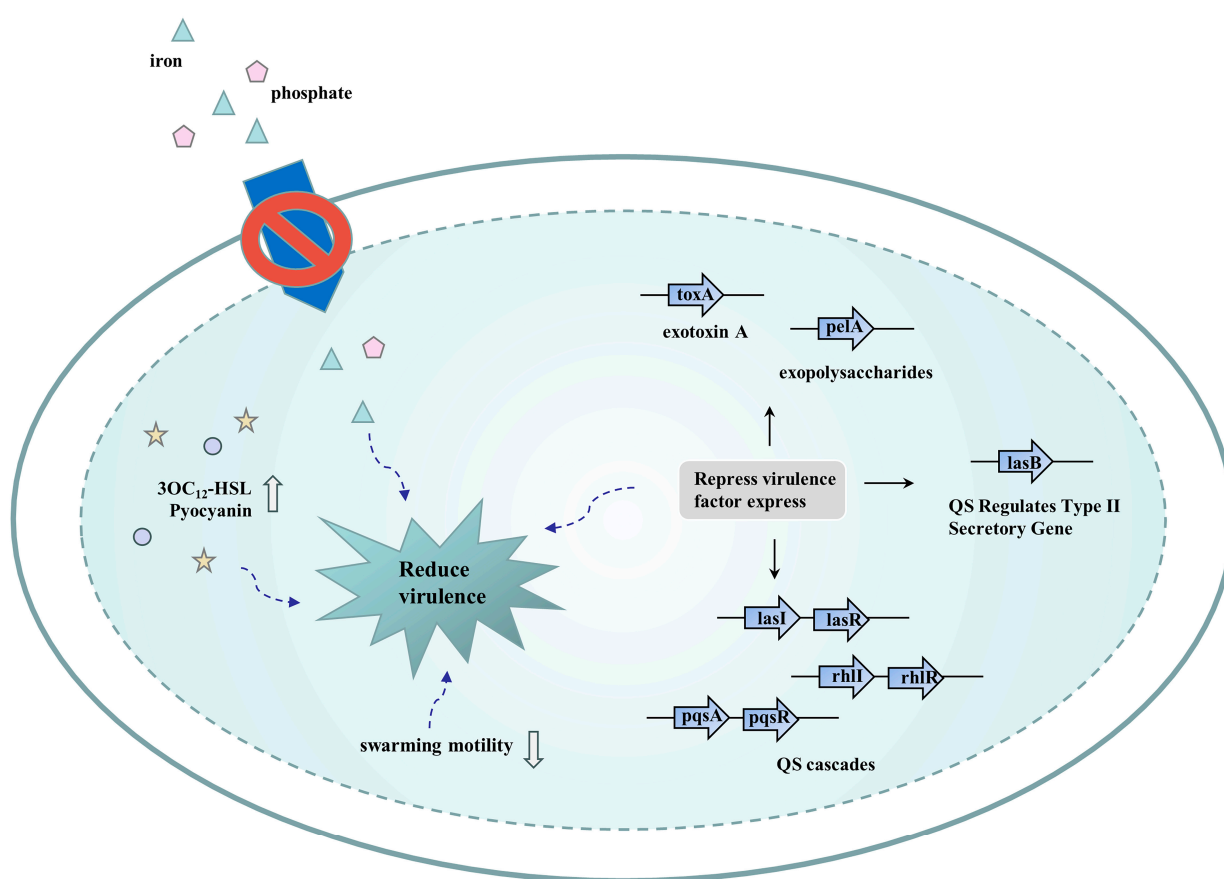 iron
phosphate
toxA
exotoxin A
pelA
exopolysaccharides
3OC₁₂-HSL
Pyocyanin
Repress virulence
factor express
lasB
QS Regulates Type II
Secretory Gene
Reduce
virulence
lasI lasR
rhlI rhlR
pqsA pqsR
swarming motility
QS cascades